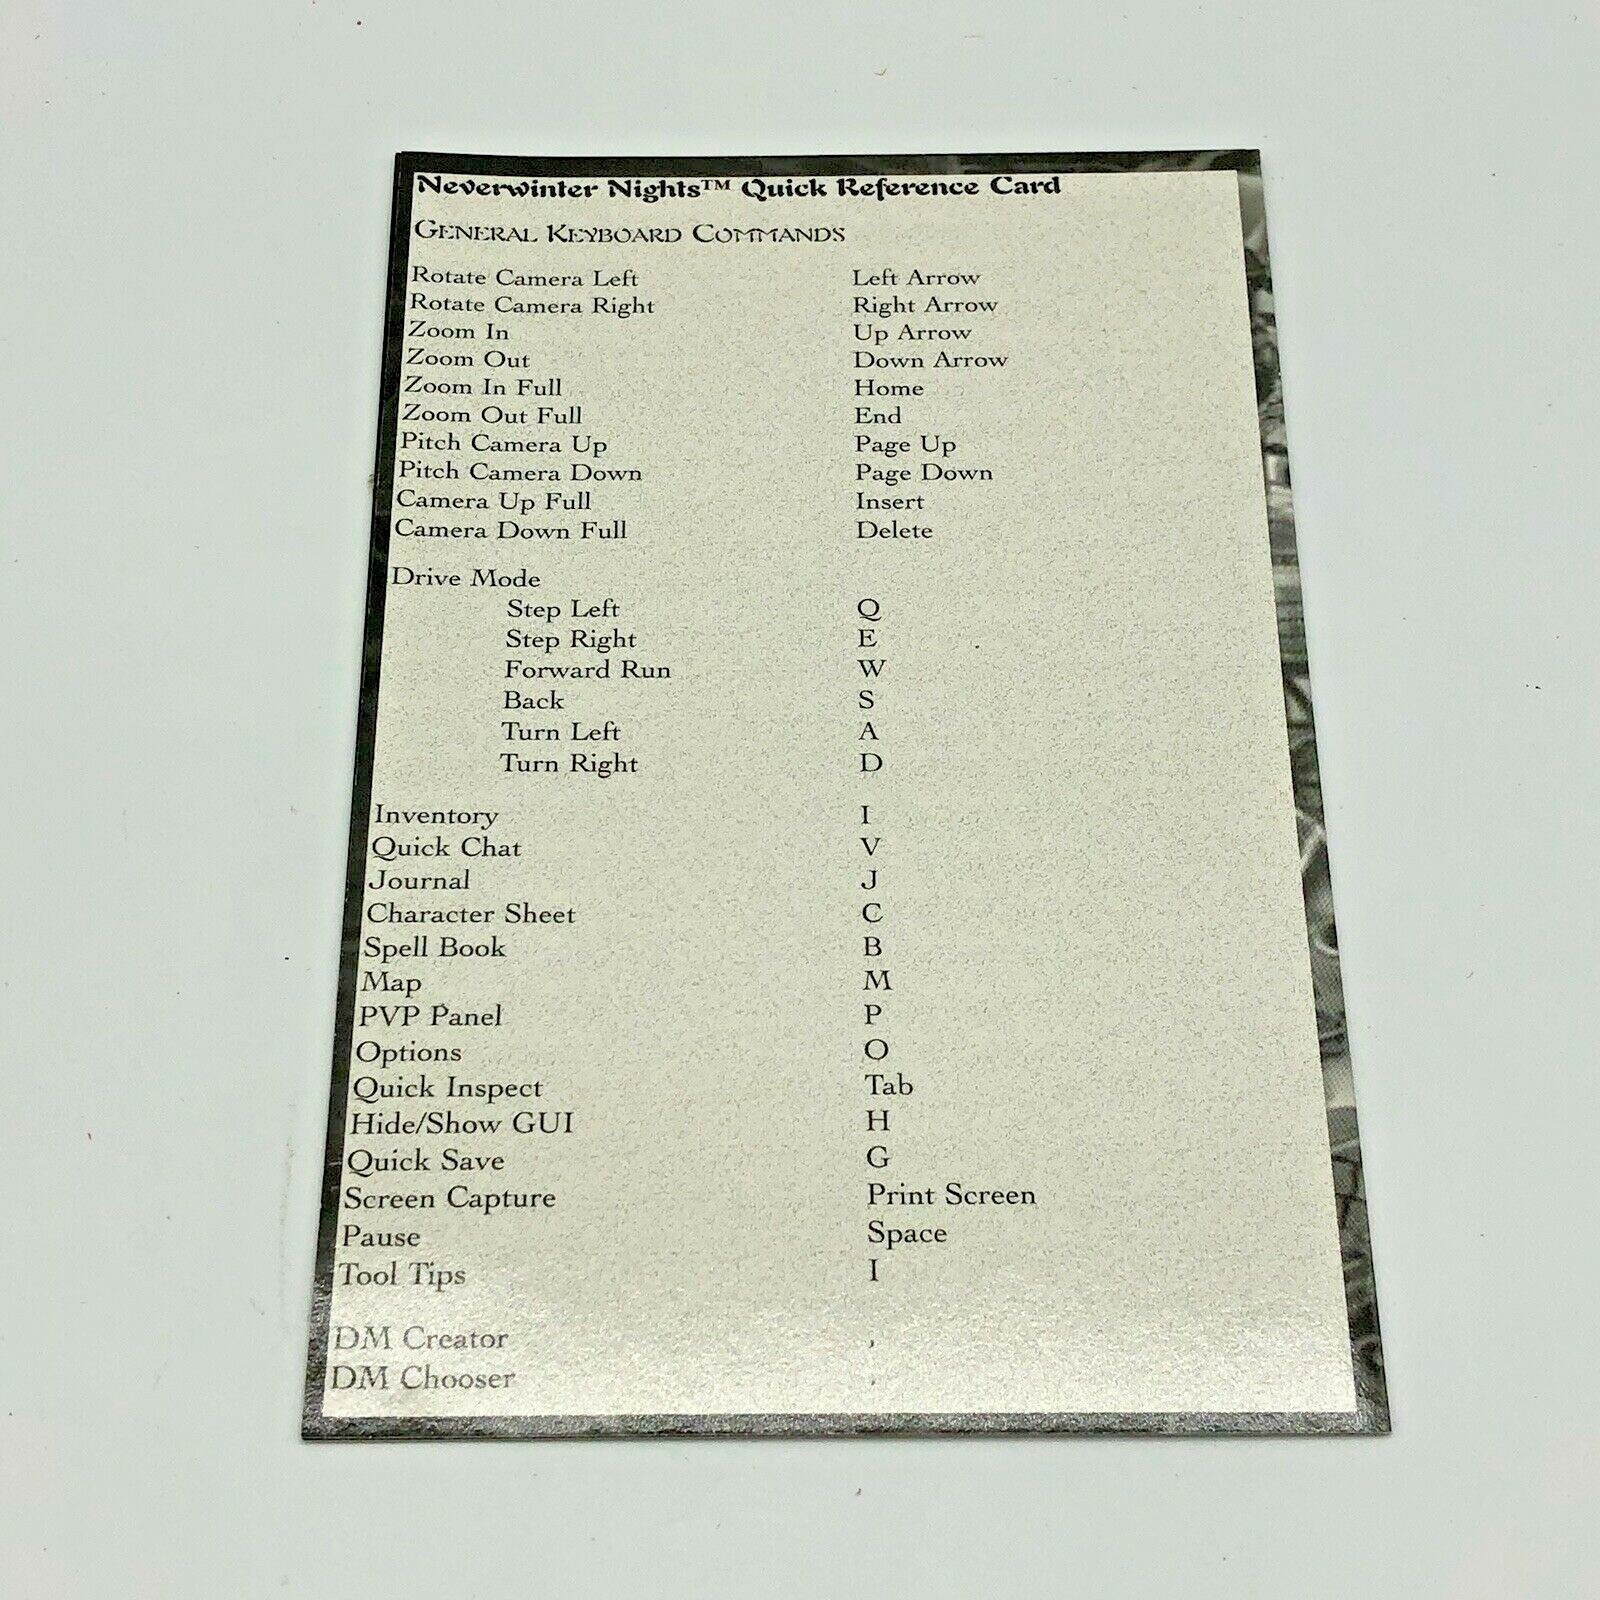 Neverwinter Nights™ Quick Reference Card
GENERAL KEYBOARD COMMANDS
Rotate Camera Left Left Arrow
Rotate Camera Right Right Arrow
Zoom In Up Arrow
Zoom Out Down Arrow
Zoom In Full Home
Zoom Out Full End
Pitch Camera Up Page Up
Pitch Camera Down Page Down
Camera Up Full Insert
Camera Down Full Delete
Drive Mode
Step Left Q
Step Right E
Forward Run W
Back S
Turn Left A
Turn Right D
Inventory I
Quick Chat V
Journal J
Character Sheet C
Spell Book B
Map M
PVP Panel P
Options O
Quick Inspect Tab
Hide/Show GUI H
Quick Save G
Screen Capture Print Screen
Pause Space
Tool Tips I
DM Creator ,
DM Chooser